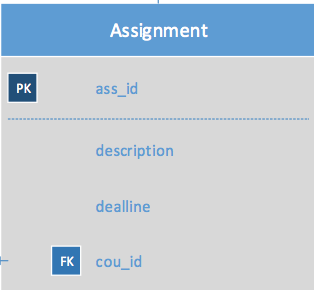 Assignment
PK ass_id
description
dealline
FK cou_id